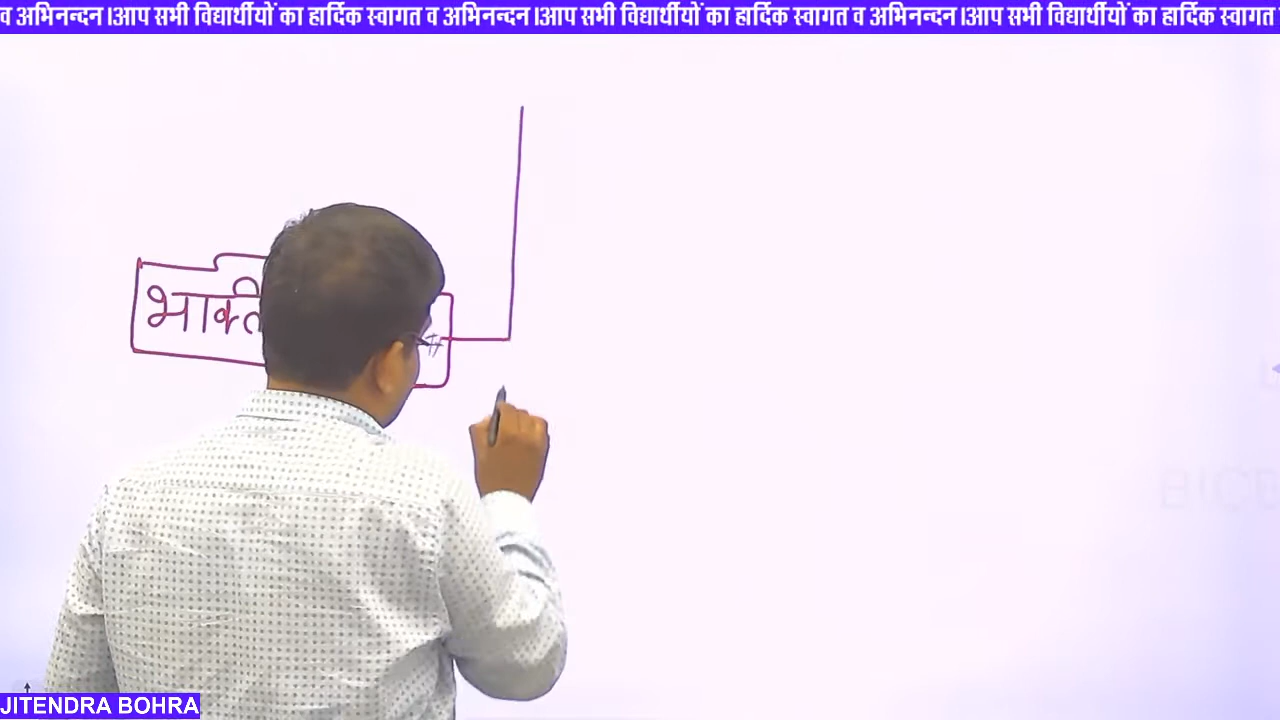 व अभिनन्दन।आप सभी विद्यार्थीयों का हार्दिक स्वागत व अभिनन्दन।आप सभी विद्यार्थीयों का हार्दिक स्वागत व अभिनन्दन।आप सभी विद्यार्थीयों का हार्दिक स्वागत
JITENDRA BOHRA